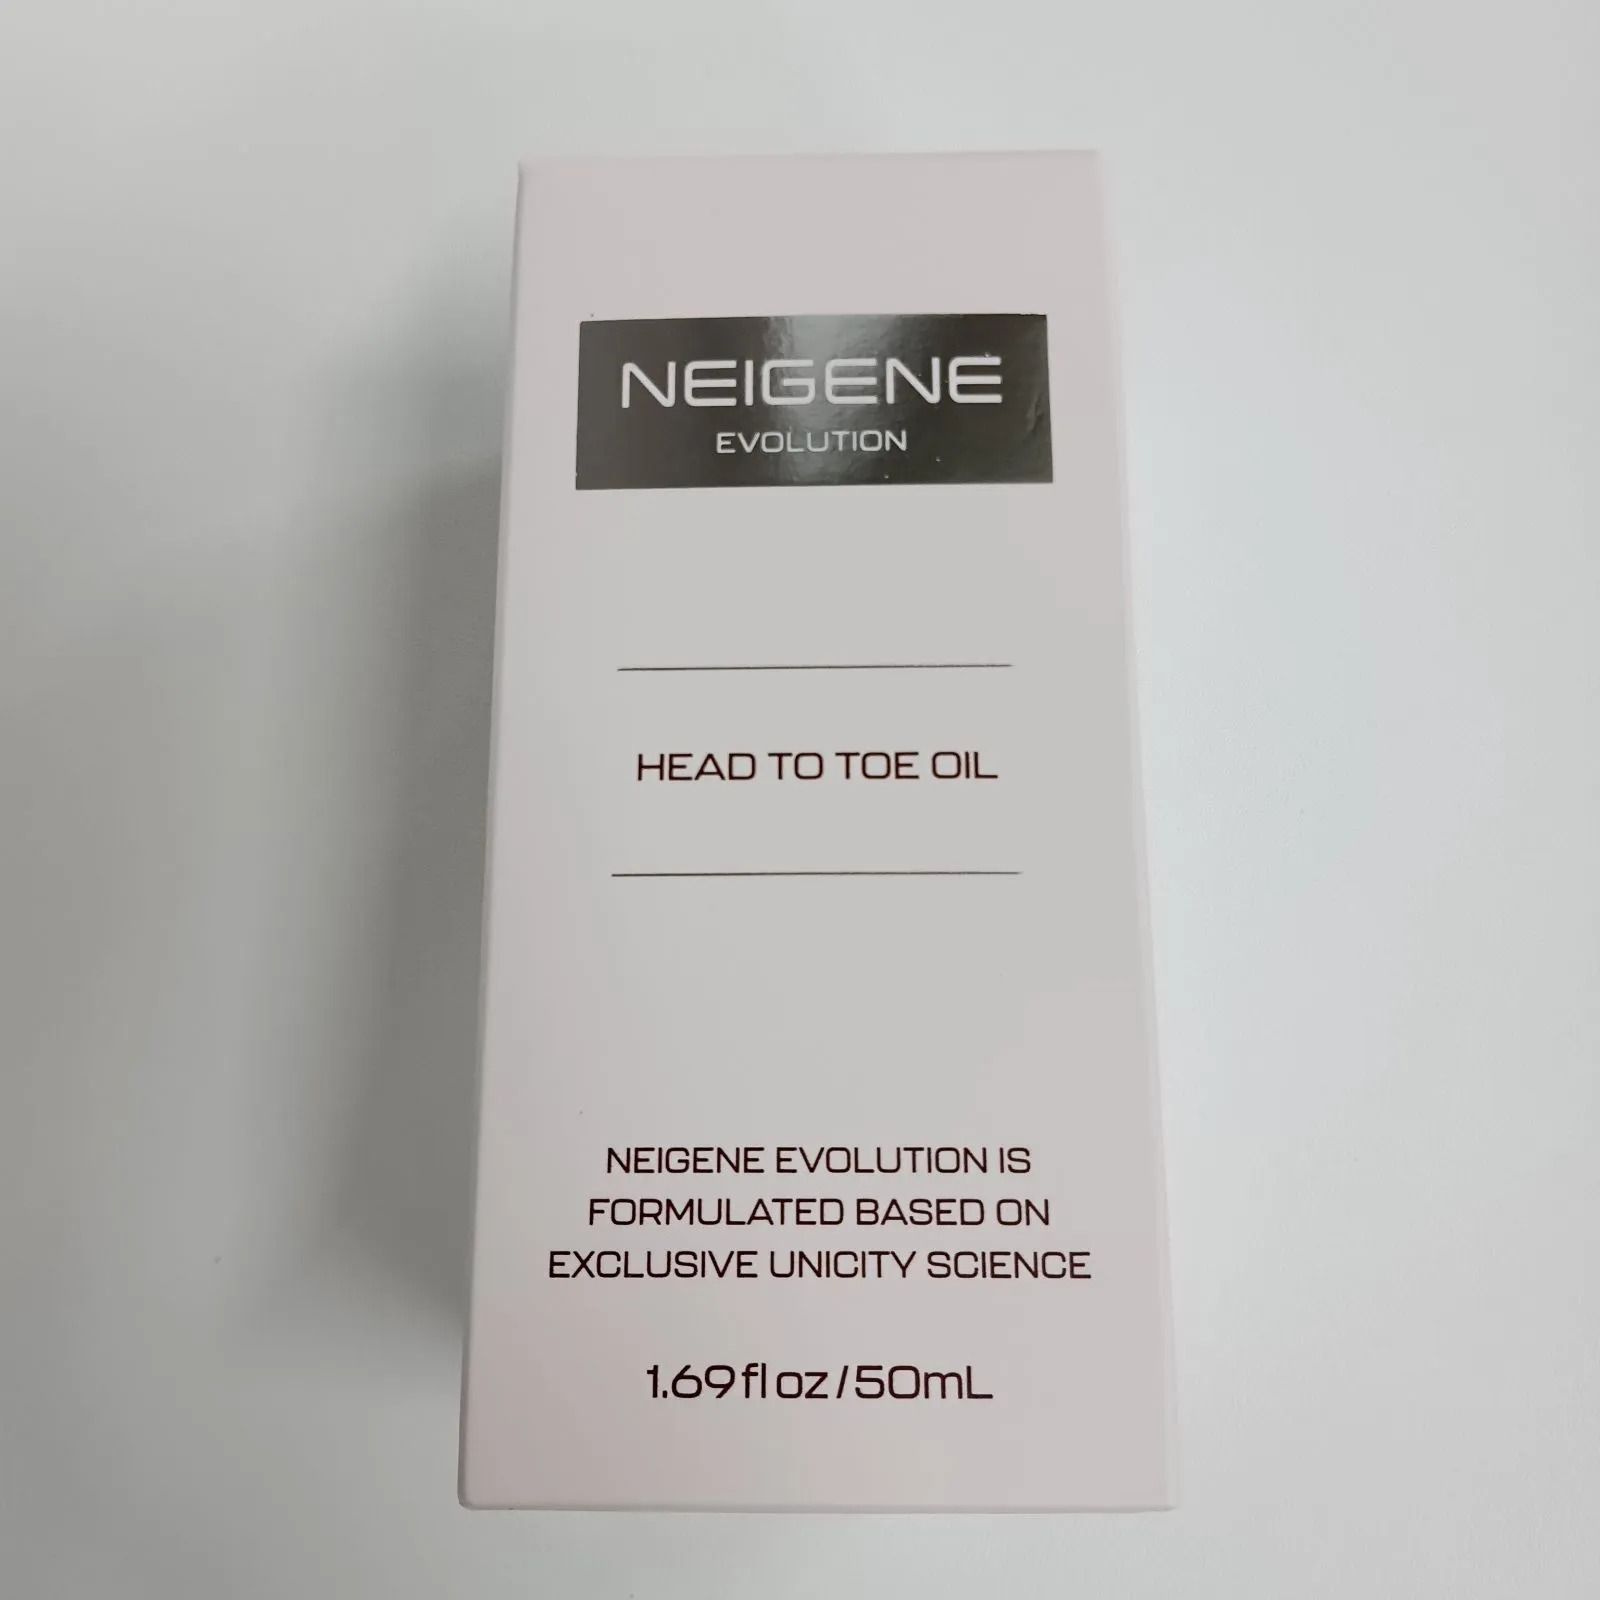 NEIGENE
EVOLUTION
HEAD TO TOE OIL
NEIGENE EVOLUTION IS
FORMULATED BASED ON
EXCLUSIVE UNICITY SCIENCE
1.69 fl oz / 50mL